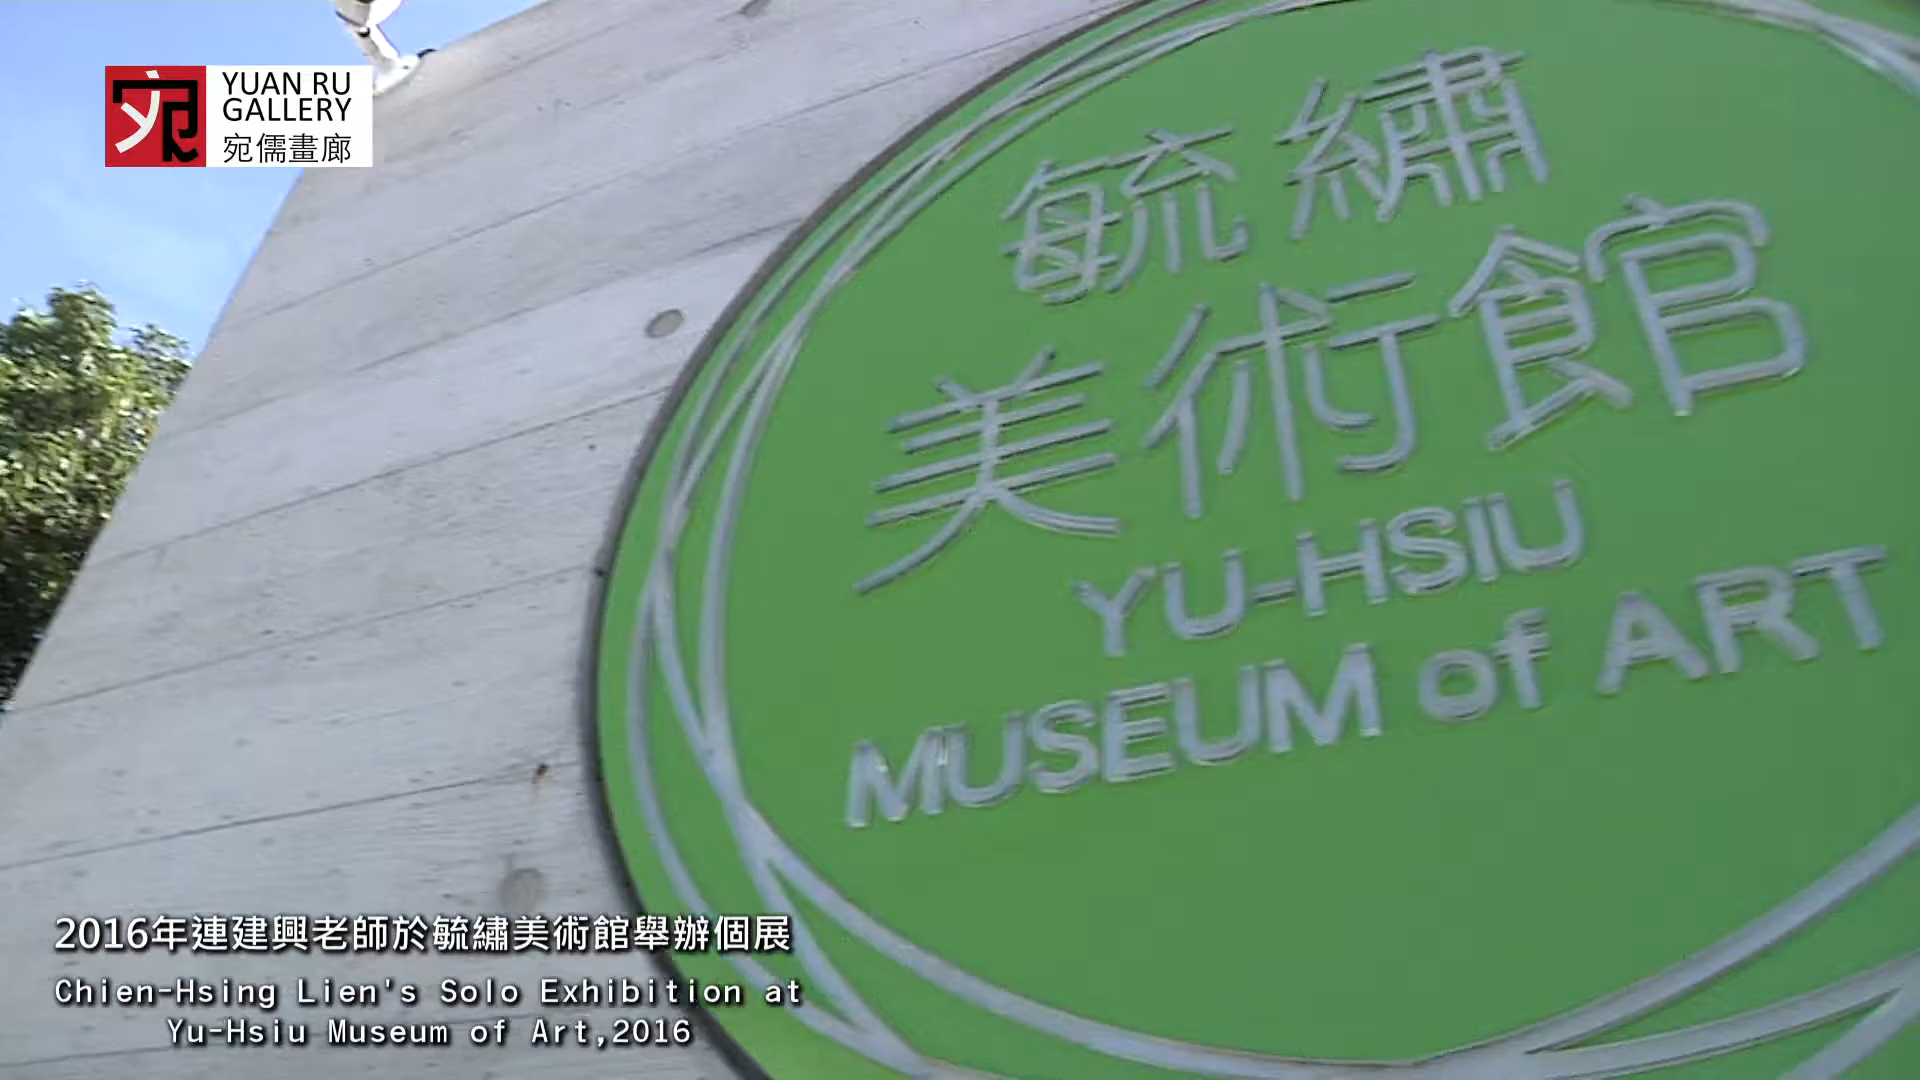 YUAN RU
GALLERY
宛儒畫廊
毓繡
美術館
YU-HSIU
MUSEUM of ART
2016年連建興老師於毓繡美術館舉辦個展
Chien-Hsing Lien's Solo Exhibition at
Yu-Hsiu Museum of Art,2016